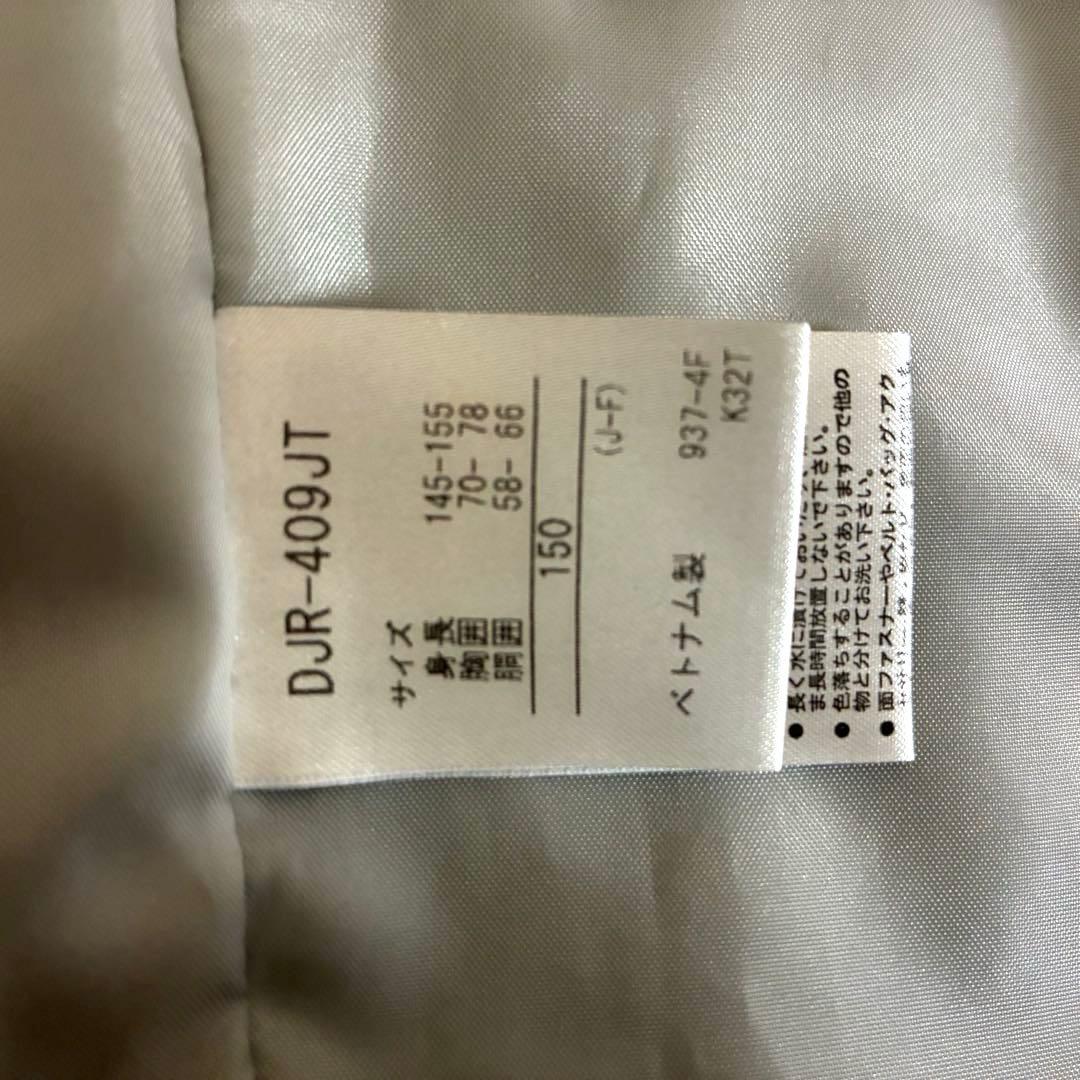 DJR-409JT
サイズ
身長 145-155
胸囲 70- 78
胴囲 58- 66
150
(J-F)
ベトナム製 937-4F
K32T
● 長く水に漬けておいたり
ま長時間放置しないで下さい。
● 色落ちすることがありますので他の
物と分けてお洗い下さい。
● 面ファスナーやベルト・バッグ・アク